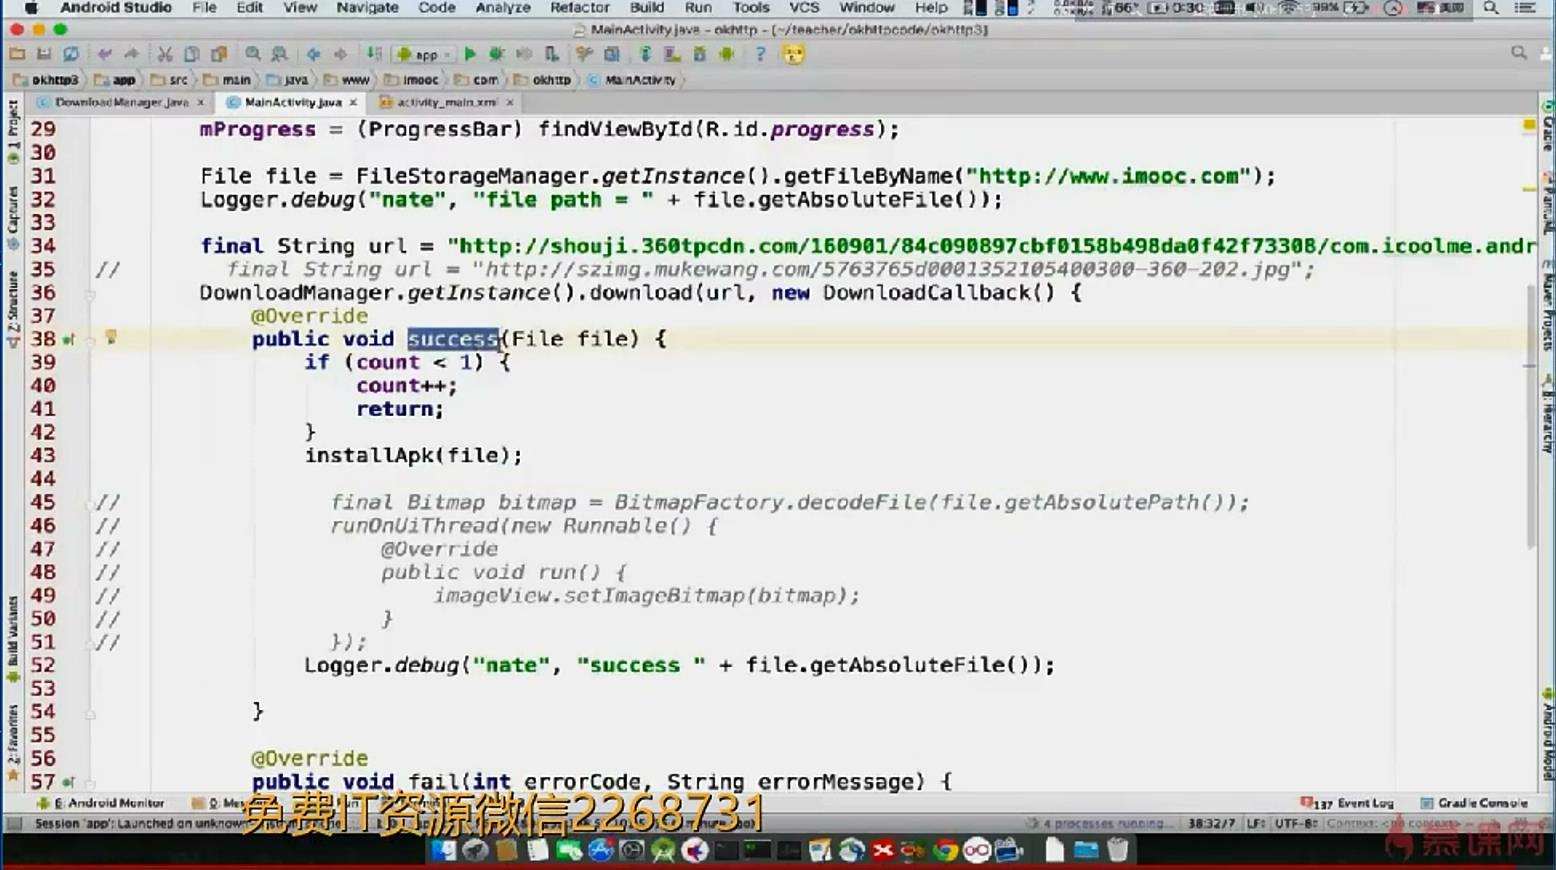 Android Studio File Edit View Navigate Code Analyze Refactor Build Run Tools VCS Window Help
MainActivity.java - okhttp - [~/teacher/okhttpcode/okhttp3]
app
okhttp3 app src main java www imooc com okhttp MainActivity
DownloadManager.java MainActivity.java activity_main.xml
29 mProgress = (ProgressBar) findViewById(R.id.progress);
30
31 File file = FileStorageManager.getInstance().getFileByName("http://www.imooc.com");
32 Logger.debug("nate", "file path = " + file.getAbsoluteFile());
33
34 final String url = "http://shouji.360tpcdn.com/160901/84c090897cbf0158b498da0f42f73308/com.icoolme.andr
35 // final String url = "http://szimg.mukewang.com/5763765d0001352105400300-360-202.jpg";
36 DownloadManager.getInstance().download(url, new DownloadCallback() {
37 @Override
38 public void success(File file) {
39 if (count < 1) {
40 count++;
41 return;
42 }
43 installApk(file);
44
45 // final Bitmap bitmap = BitmapFactory.decodeFile(file.getAbsolutePath());
46 // runOnUiThread(new Runnable() {
47 // @Override
48 // public void run() {
49 // imageView.setImageBitmap(bitmap);
50 // }
51 // });
52 Logger.debug("nate", "success " + file.getAbsoluteFile());
53
54 }
55
56 @Override
57 public void fail(int errorCode, String errorMessage) {
1: Project
Captures
7: Structure
Build Variants
2: Favorites
Gradle
Maven Projects
8: Hierarchy
Android Model
6: Android Monitor
137 Event Log Gradle Console
免费IT资源微信2268731
Session 'app': Launched on unknown
4 processes running... 38:32/7 LF: UTF-8: Context: <no context>
慕课网